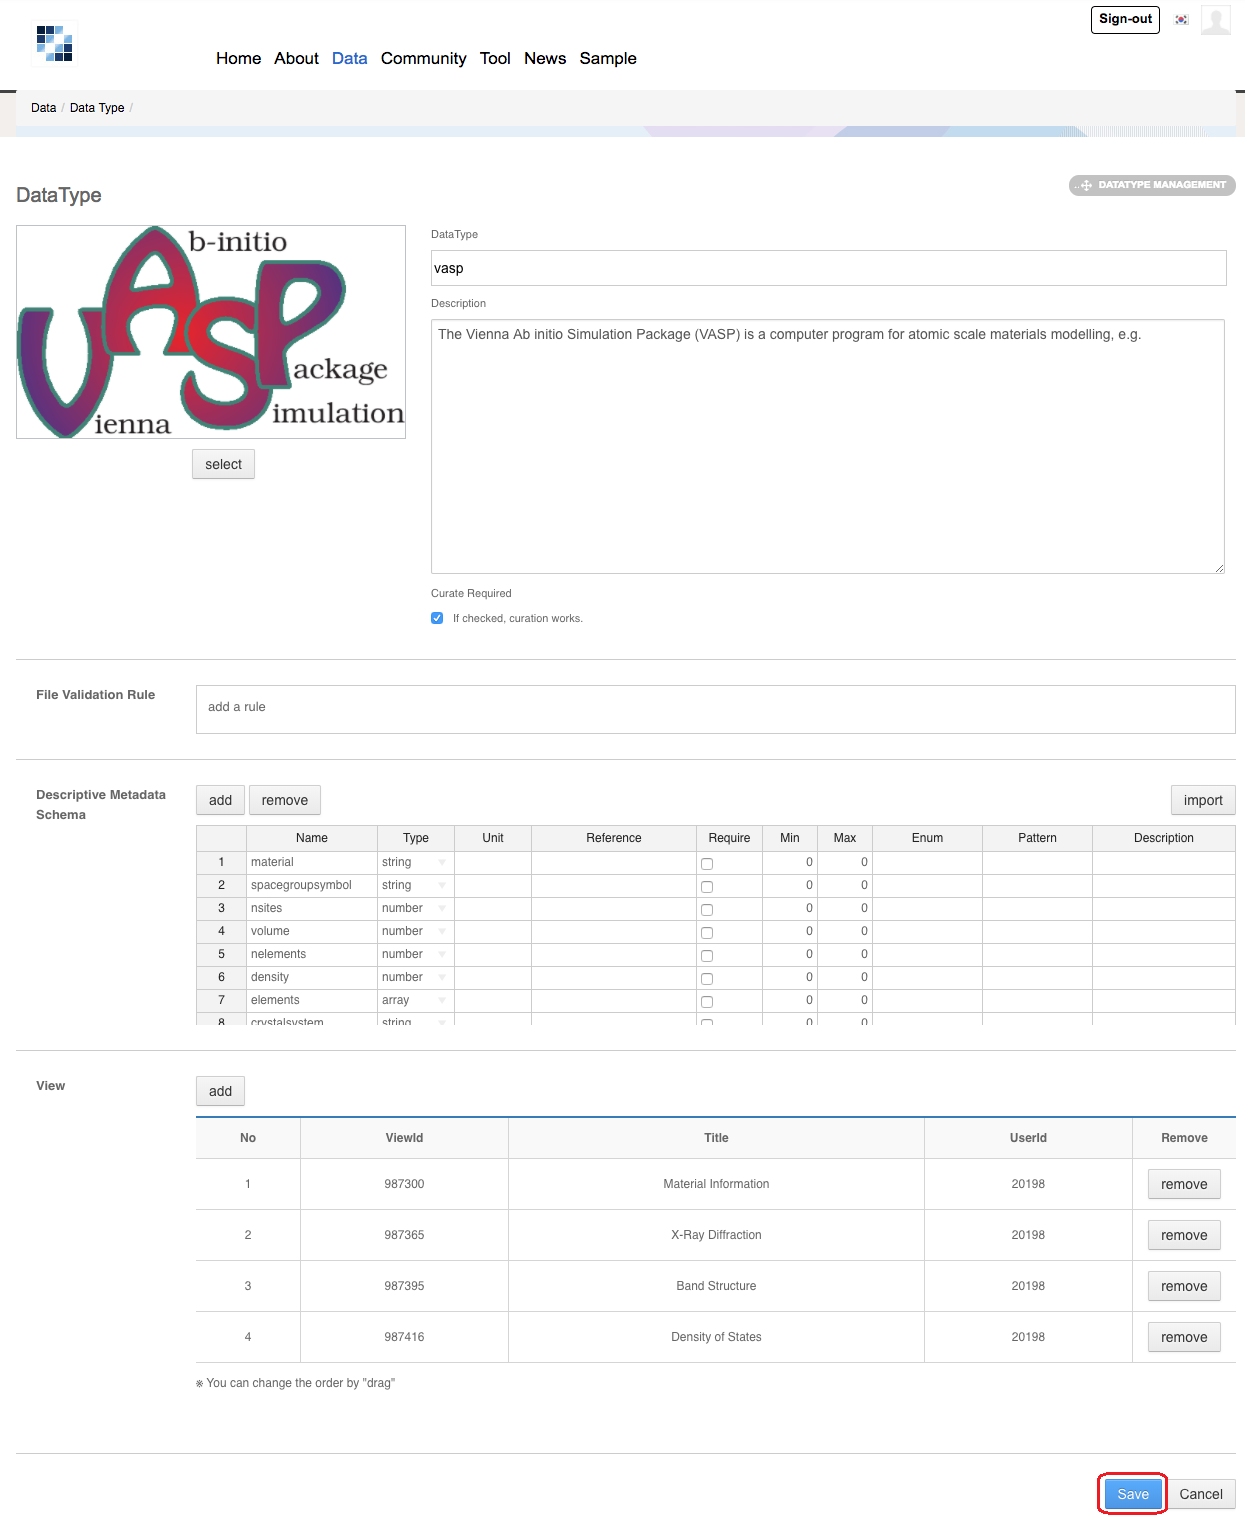 Sign-out
Home About Data Community Tool News Sample
Data / Data Type /
DataType
DATATYPE MANAGEMENT
b-initio
ackage
imulation
ienna
VASP
select
DataType
vasp
Description
The Vienna Ab initio Simulation Package (VASP) is a computer program for atomic scale materials modelling, e.g.
Curate Required
If checked, curation works.
File Validation Rule
add a rule
Descriptive Metadata
Schema
add remove import
Name Type Unit Reference Require Min Max Enum Pattern Description
1 material string 0 0
2 spacegroupsymbol string 0 0
3 nsites number 0 0
4 volume number 0 0
5 nelements number 0 0
6 density number 0 0
7 elements array 0 0
8 crystalsystem string 0 0
View
add
No ViewId Title UserId Remove
1 987300 Material Information 20198 remove
2 987365 X-Ray Diffraction 20198 remove
3 987395 Band Structure 20198 remove
4 987416 Density of States 20198 remove
※ You can change the order by "drag"
Save Cancel